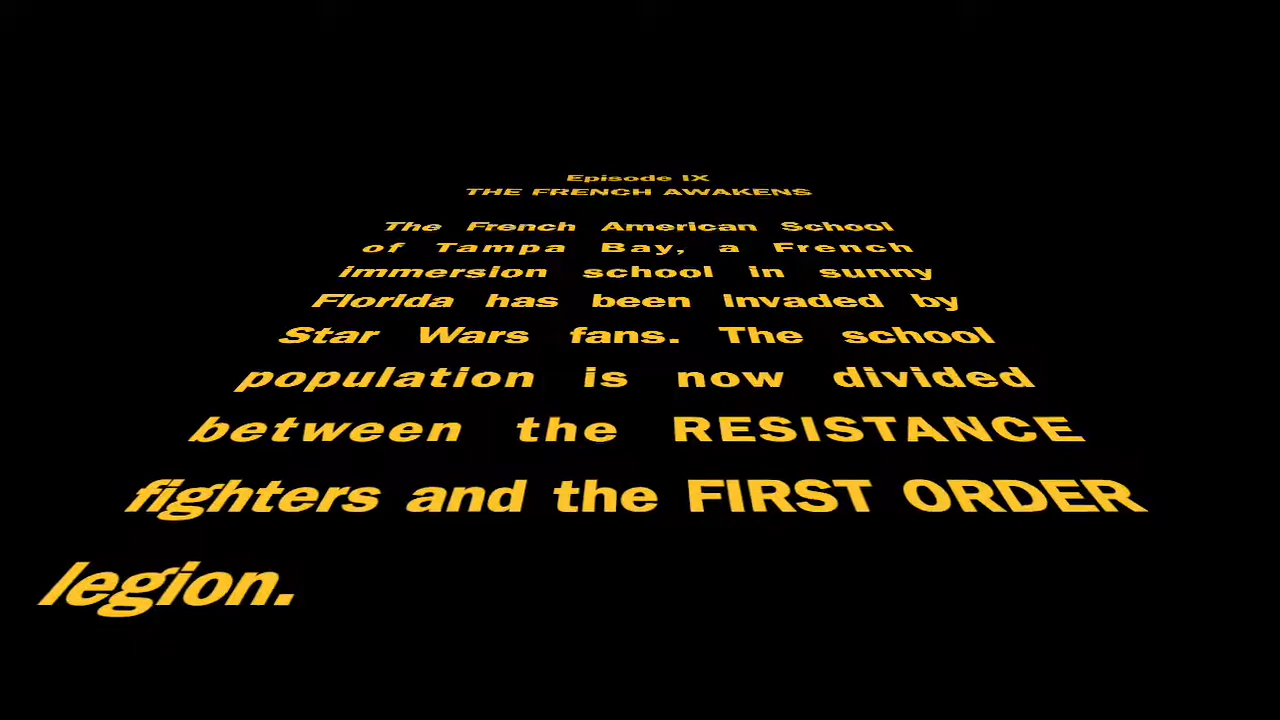 Episode IX
THE FRENCH AWAKENS
The French American School
of Tampa Bay, a French
immersion school in sunny
Florida has been invaded by
Star Wars fans. The school
population is now divided
between the RESISTANCE
fighters and the FIRST ORDER
legion.